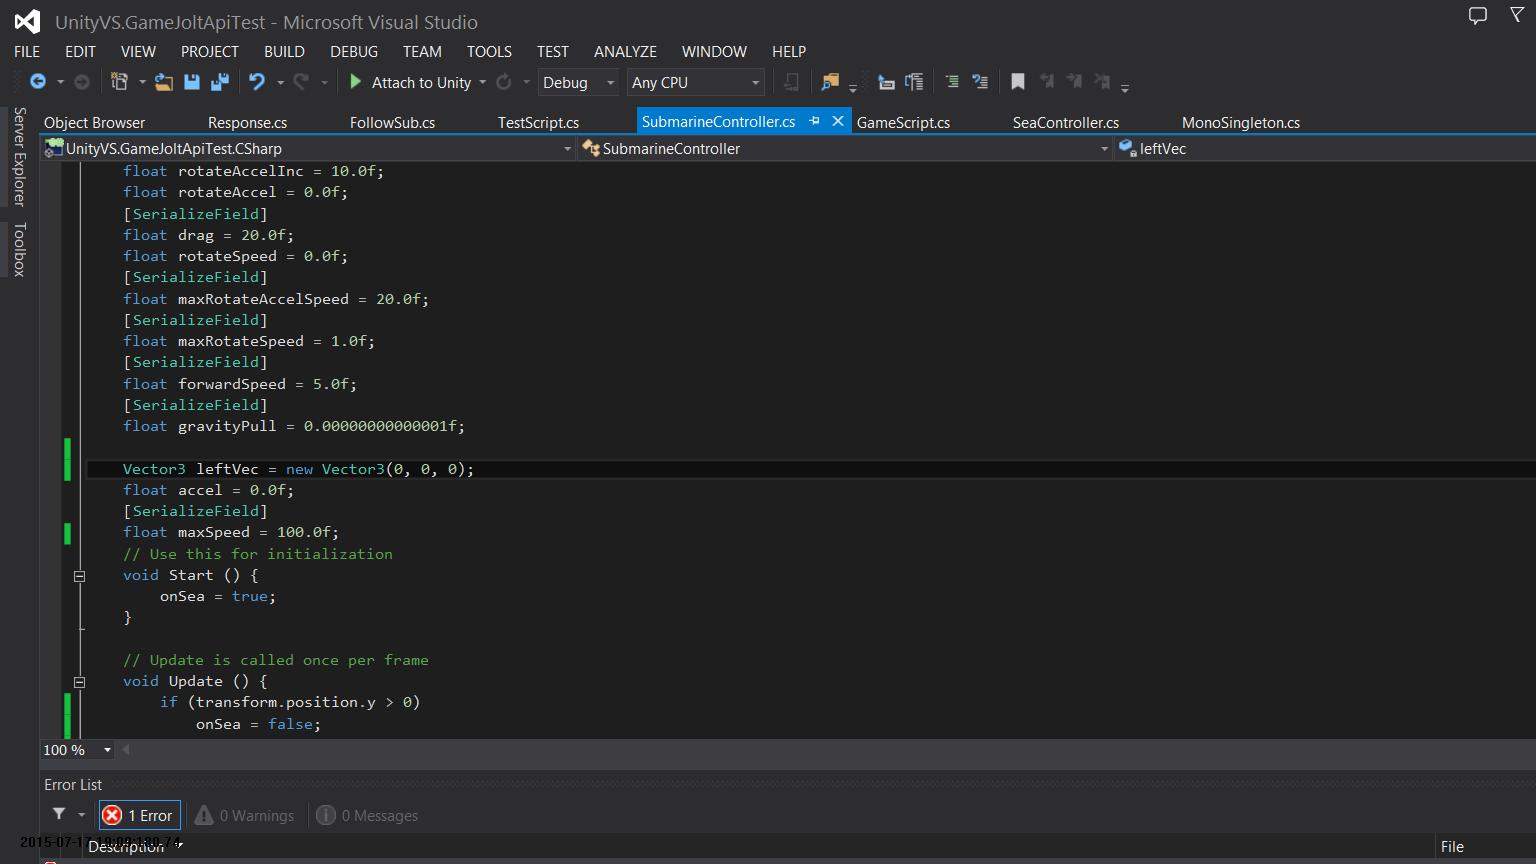 UnityVS.GameJoltApiTest - Microsoft Visual Studio
FILE EDIT VIEW PROJECT BUILD DEBUG TEAM TOOLS TEST ANALYZE WINDOW HELP
Attach to Unity Debug Any CPU
Server Explorer
Toolbox
Object Browser Response.cs FollowSub.cs TestScript.cs SubmarineController.cs GameScript.cs SeaController.cs MonoSingleton.cs
UnityVS.GameJoltApiTest.CSharp SubmarineController leftVec
float rotateAccelInc = 10.0f;
float rotateAccel = 0.0f;
[SerializeField]
float drag = 20.0f;
float rotateSpeed = 0.0f;
[SerializeField]
float maxRotateAccelSpeed = 20.0f;
[SerializeField]
float maxRotateSpeed = 1.0f;
[SerializeField]
float forwardSpeed = 5.0f;
[SerializeField]
float gravityPull = 0.00000000000001f;
Vector3 leftVec = new Vector3(0, 0, 0);
float accel = 0.0f;
[SerializeField]
float maxSpeed = 100.0f;
// Use this for initialization
void Start () {
onSea = true;
}
// Update is called once per frame
void Update () {
if (transform.position.y > 0)
onSea = false;
100 %
Error List
1 Error 0 Warnings 0 Messages
Description File